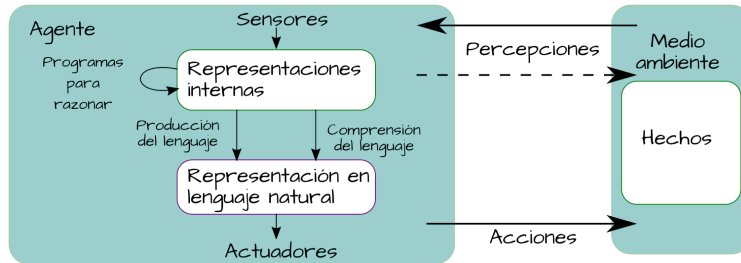 Agente
Sensores
Programas
para
razonar
Representaciones
internas
Producción
del lenguaje
Comprensión
del lenguaje
Representación en
lenguaje natural
Actuadores
Percepciones
Acciones
Medio
ambiente
Hechos